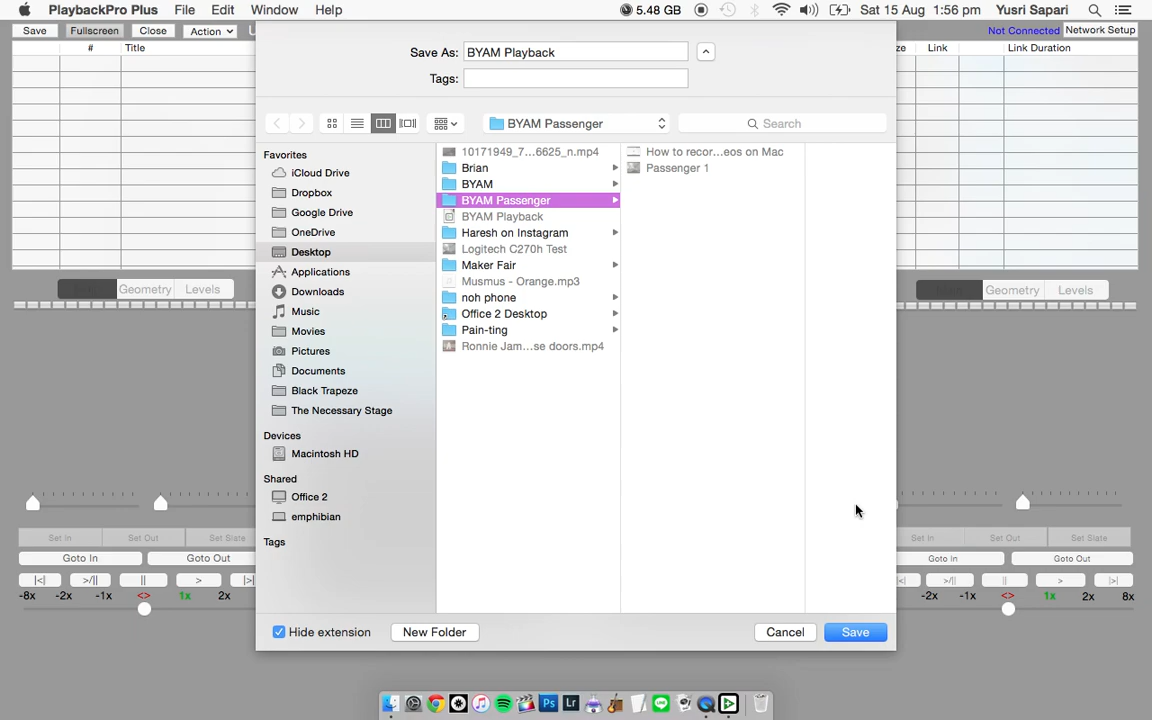 PlaybackPro Plus File Edit Window Help 5.48 GB Sat 15 Aug 1:56 pm Yusri Sapari
Save Fullscreen Close Action Not Connected Network Setup
# Title Link Link Duration
Save As: BYAM Playback
Tags:
BYAM Passenger Search
Favorites
iCloud Drive
Dropbox
Google Drive
OneDrive
Desktop
Applications
Downloads
Music
Movies
Pictures
Documents
Black Trapeze
The Necessary Stage
Devices
Macintosh HD
Shared
Office 2
emphibian
Tags
10171949_7...6625_n.mp4
Brian
BYAM
BYAM Passenger
BYAM Playback
Haresh on Instagram
Logitech C270h Test
Maker Fair
Musmus - Orange.mp3
noh phone
Office 2 Desktop
Pain-ting
Ronnie Jam...se doors.mp4
How to recor...eos on Mac
Passenger 1
Geometry Levels
Geometry Levels
Set In Set Out Set Slate
Goto In Goto Out
|<| >/|| || > >|
-8x -2x -1x <> 1x 2x
Set In Set Out Set Slate
Goto In Goto Out
<| >/|| || > >|
-2x -1x <> 1x 2x 8x
Hide extension New Folder Cancel Save
Ps Lr